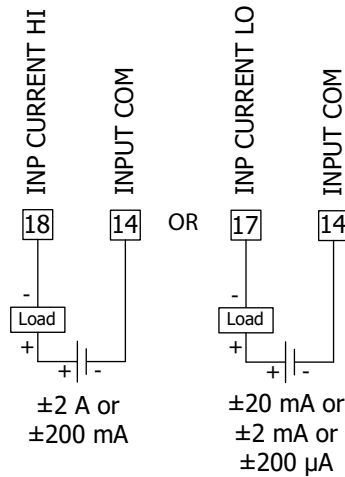 INP CURRENT HI
INPUT COM
INP CURRENT LO
INPUT COM
18
14
OR
17
14
-
Load
+
+ -
-
Load
+
+ -
±2 A or
±200 mA
±20 mA or
±2 mA or
±200 µA